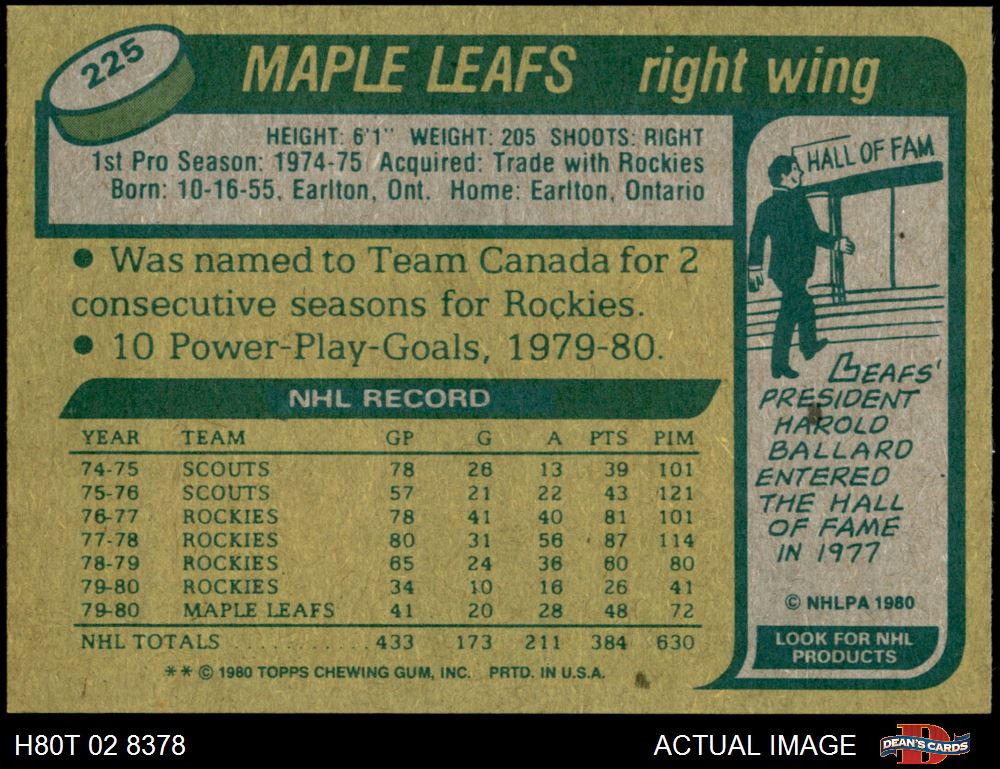 225
MAPLE LEAFS right wing
HEIGHT: 6'1" WEIGHT: 205 SHOOTS: RIGHT
1st Pro Season: 1974-75 Acquired: Trade with Rockies
Born: 10-16-55, Earlton, Ont. Home: Earlton, Ontario
● Was named to Team Canada for 2
consecutive seasons for Rockies.
● 10 Power-Play-Goals, 1979-80.
NHL RECORD
YEAR TEAM GP G A PTS PIM
74-75 SCOUTS 78 26 13 39 101
75-76 SCOUTS 57 21 22 43 121
76-77 ROCKIES 78 41 40 81 101
77-78 ROCKIES 80 31 56 87 114
78-79 ROCKIES 65 24 36 60 80
79-80 ROCKIES 34 10 16 26 41
79-80 MAPLE LEAFS 41 20 28 48 72
NHL TOTALS ............ 433 173 211 384 630
** © 1980 TOPPS CHEWING GUM, INC. PRTD. IN U.S.A.
HALL OF FAM
LEAFS'
PRESIDENT
HAROLD
BALLARD
ENTERED
THE HALL
OF FAME
IN 1977
© NHLPA 1980
LOOK FOR NHL
PRODUCTS
H80T 02 8378
ACTUAL IMAGE
DEAN'S CARDS